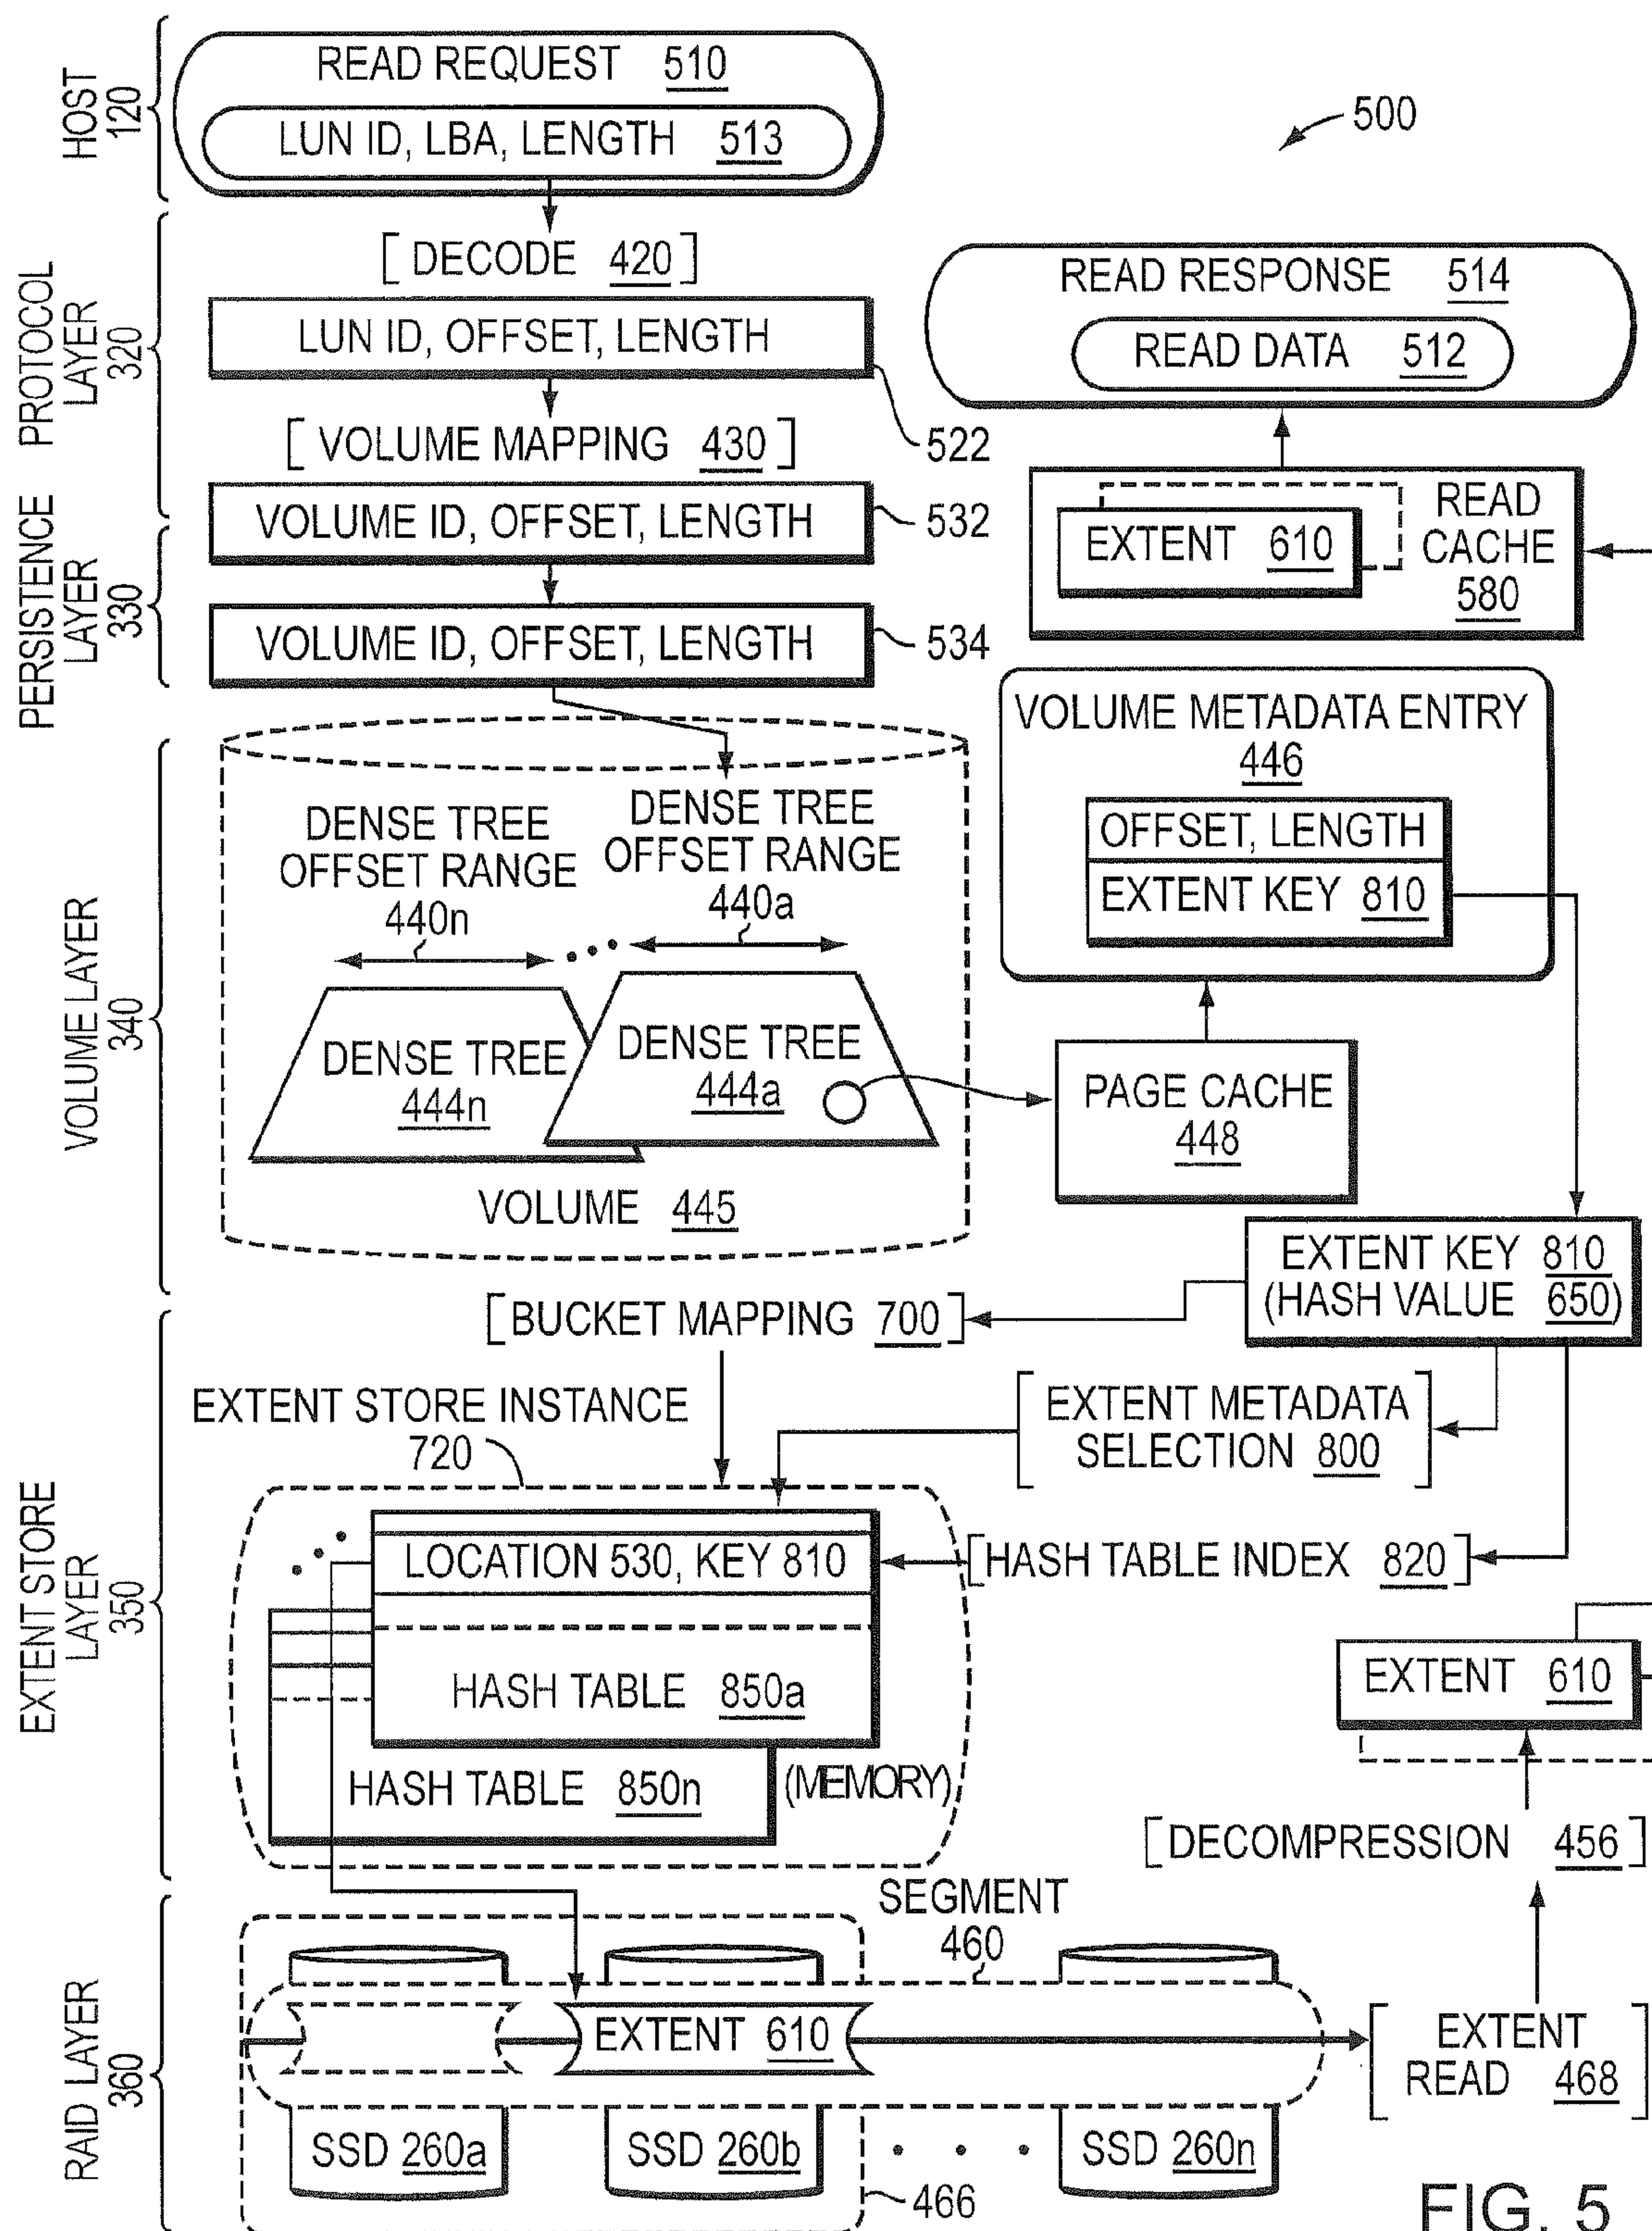 HOST
120
READ REQUEST 510
LUN ID, LBA, LENGTH 513
500
PROTOCOL
LAYER
320
[DECODE 420]
LUN ID, OFFSET, LENGTH
522
[VOLUME MAPPING 430]
VOLUME ID, OFFSET, LENGTH
532
PERSISTENCE
LAYER
330
VOLUME ID, OFFSET, LENGTH
534
READ RESPONSE 514
READ DATA 512
EXTENT 610
READ
CACHE
580
VOLUME LAYER
340
DENSE TREE
OFFSET RANGE
440n
DENSE TREE
OFFSET RANGE
440a
DENSE TREE
444n
DENSE TREE
444a
VOLUME 445
VOLUME METADATA ENTRY
446
OFFSET, LENGTH
EXTENT KEY 810
PAGE CACHE
448
EXTENT KEY 810
(HASH VALUE 650)
EXTENT STORE
LAYER
350
[BUCKET MAPPING 700]
EXTENT STORE INSTANCE
720
[EXTENT METADATA
SELECTION 800]
LOCATION 530, KEY 810
[HASH TABLE INDEX 820]
HASH TABLE 850a
HASH TABLE 850n
(MEMORY)
EXTENT 610
[DECOMPRESSION 456]
RAID LAYER
360
SEGMENT
460
EXTENT 610
[EXTENT
READ 468]
SSD 260a
SSD 260b
. . .
SSD 260n
466
FIG. 5